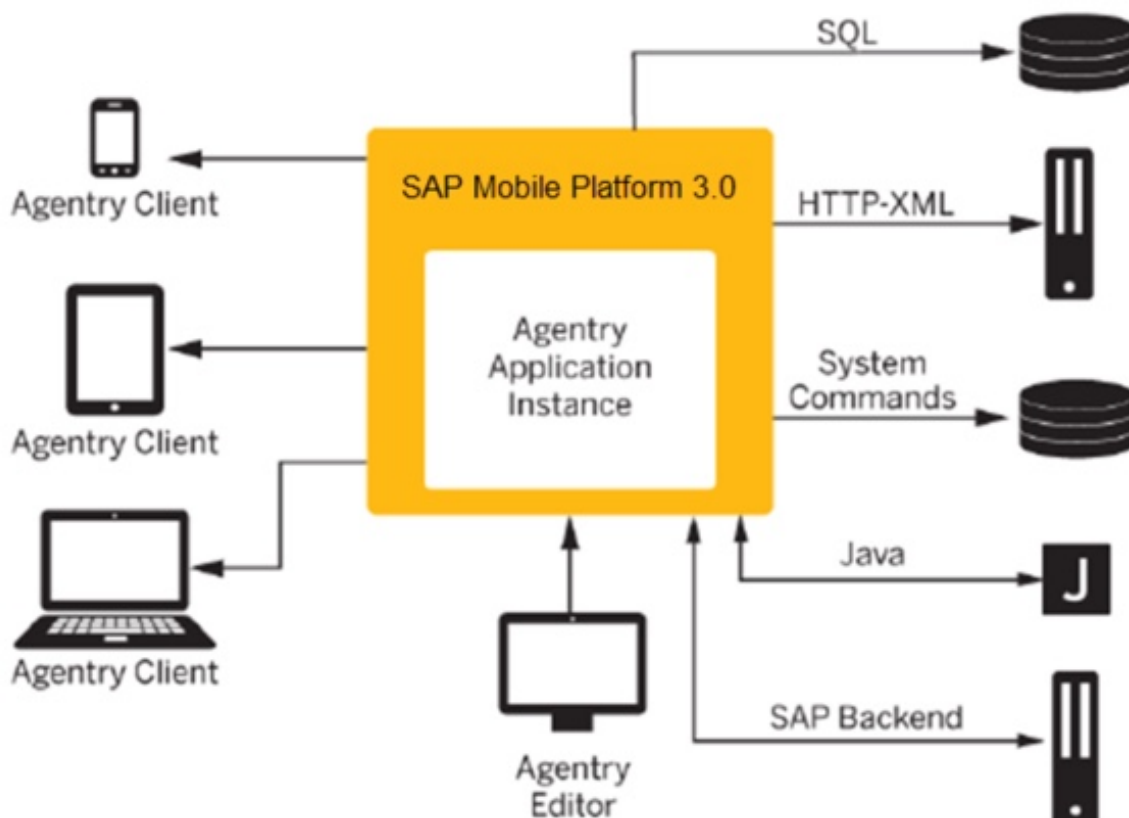 SQL
Agentry Client
SAP Mobile Platform 3.0
HTTP-XML
Agentry
Application
Instance
Agentry Client
System
Commands
Agentry Client
Java
J
SAP Backend
Agentry
Editor